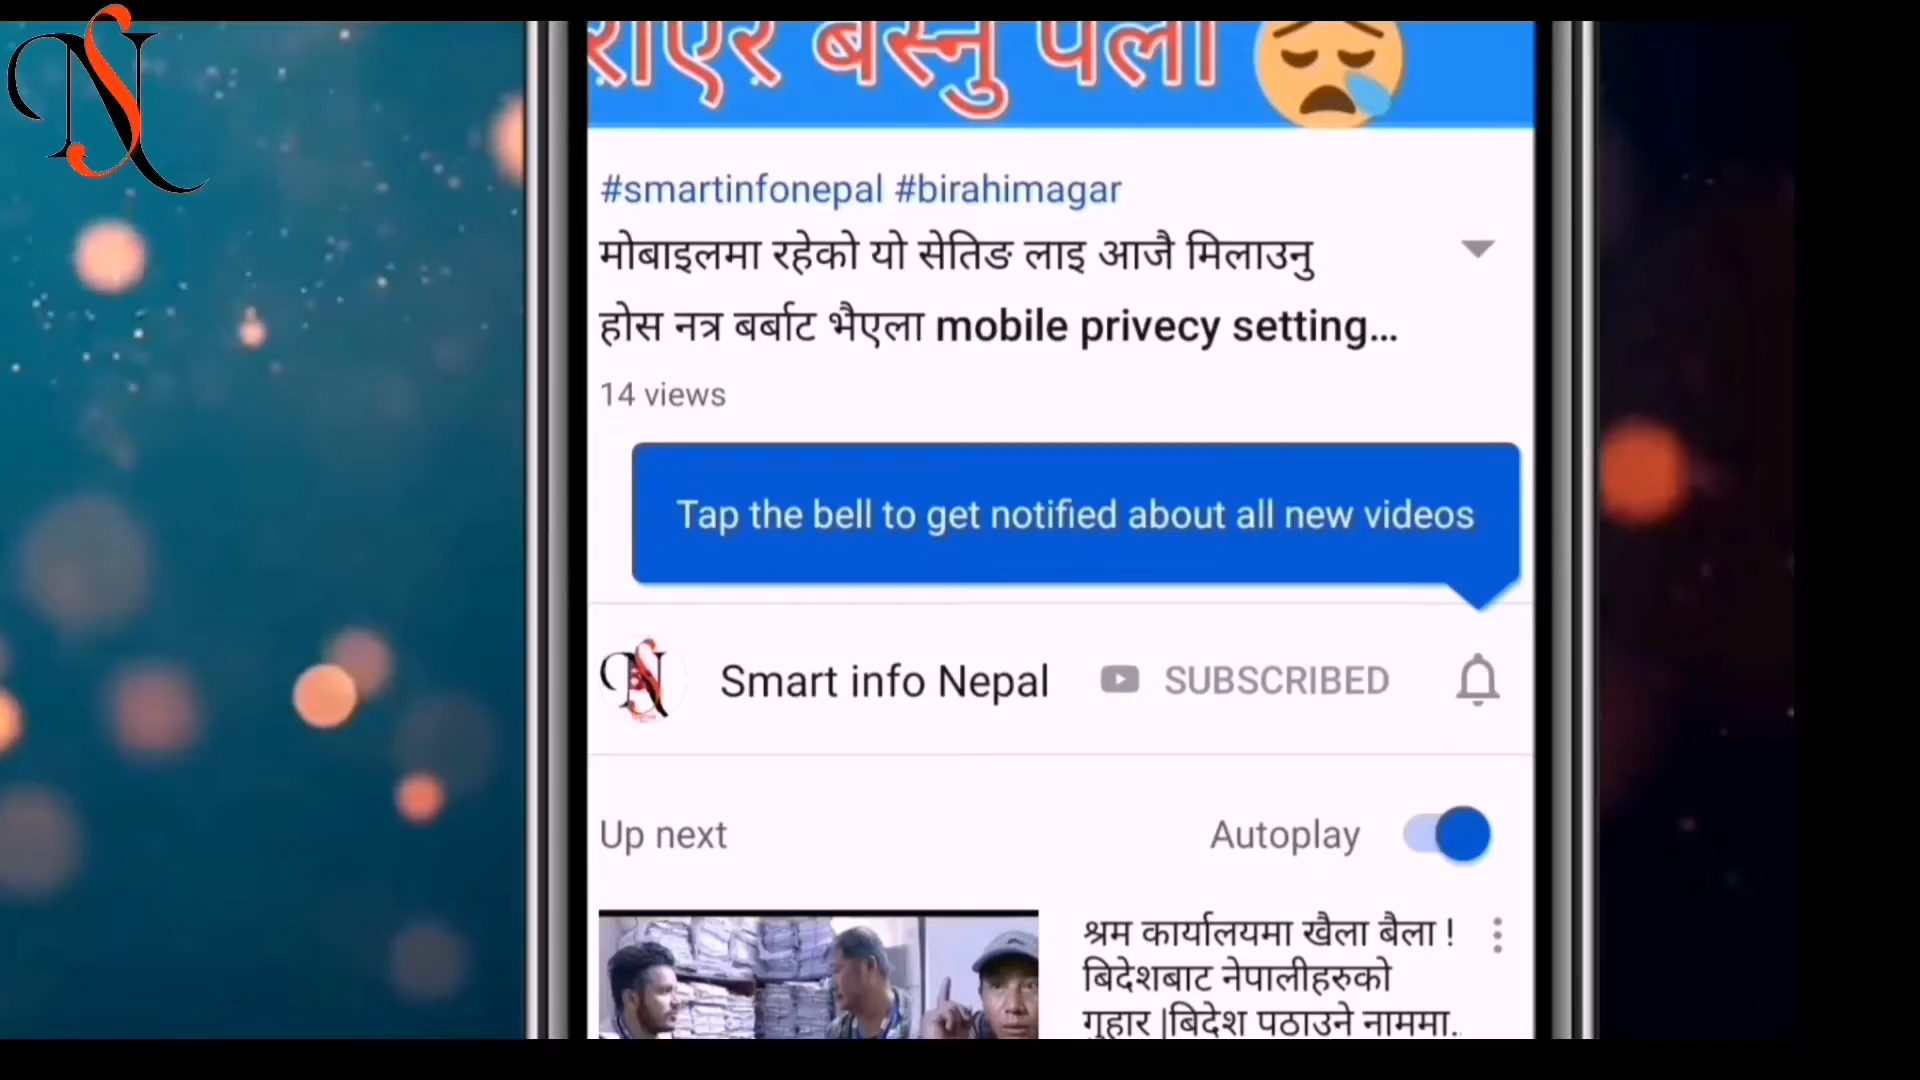 बस्नु पर्ला
#smartinfonepal #birahimagar
मोबाइलमा रहेको यो सेतिङ लाइ आजै मिलाउनु
होस नत्र बर्बाट भैएला mobile privecy setting...
14 views
Tap the bell to get notified about all new videos
Smart info Nepal SUBSCRIBED
Up next Autoplay
श्रम कार्यालयमा खैला बैला !
बिदेशबाट नेपालीहरुको
गुहार |बिदेश पठाउने नाममा..